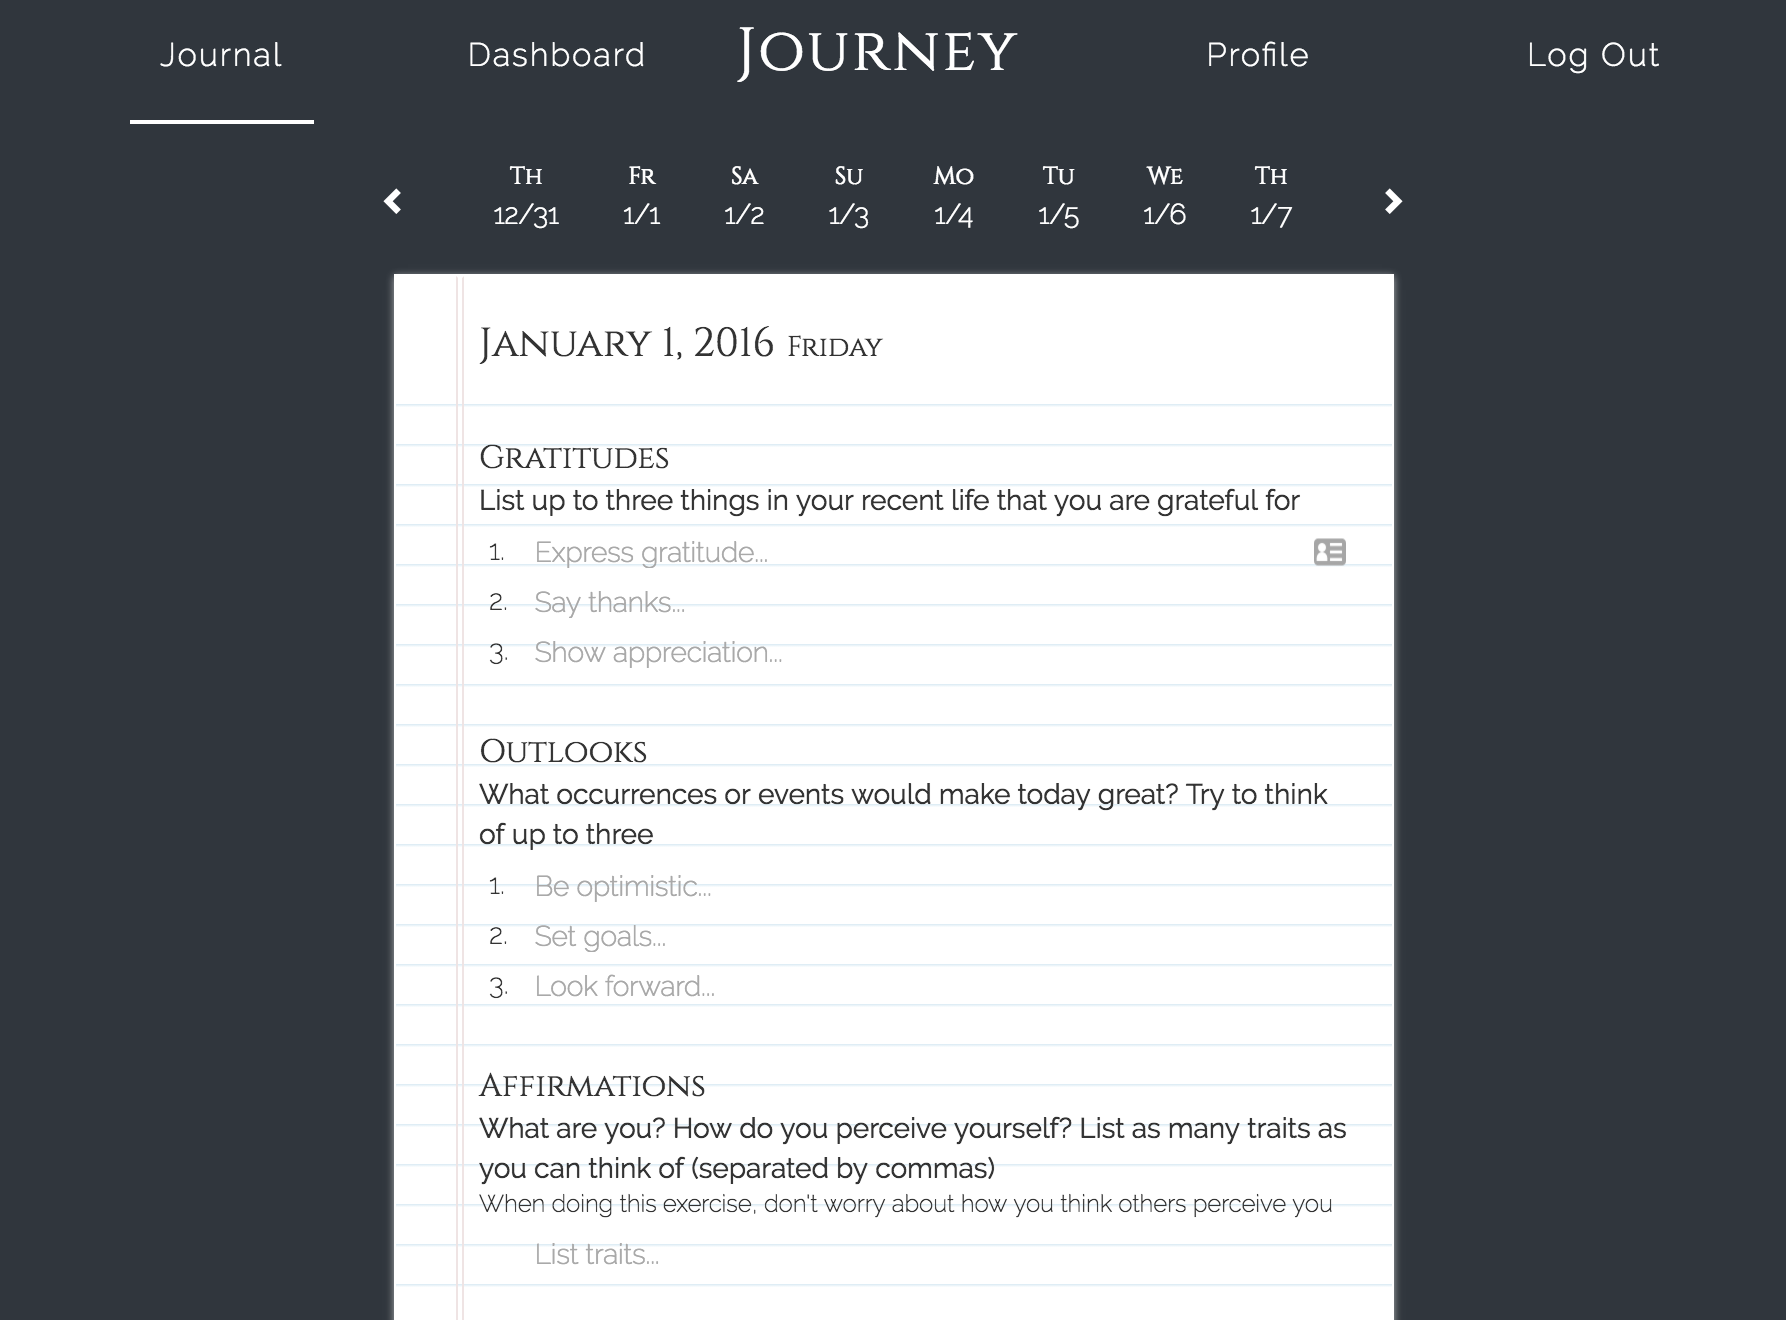 Journal
Dashboard
Journey
Profile
Log Out
Th Fr Sa Su Mo Tu We Th
12/31 1/1 1/2 1/3 1/4 1/5 1/6 1/7
January 1, 2016 Friday
Gratitudes
List up to three things in your recent life that you are grateful for
1. Express gratitude...
2. Say thanks...
3. Show appreciation...
Outlooks
What occurrences or events would make today great? Try to think
of up to three
1. Be optimistic...
2. Set goals...
3. Look forward...
Affirmations
What are you? How do you perceive yourself? List as many traits as
you can think of (separated by commas)
When doing this exercise, don't worry about how you think others perceive you
List traits...